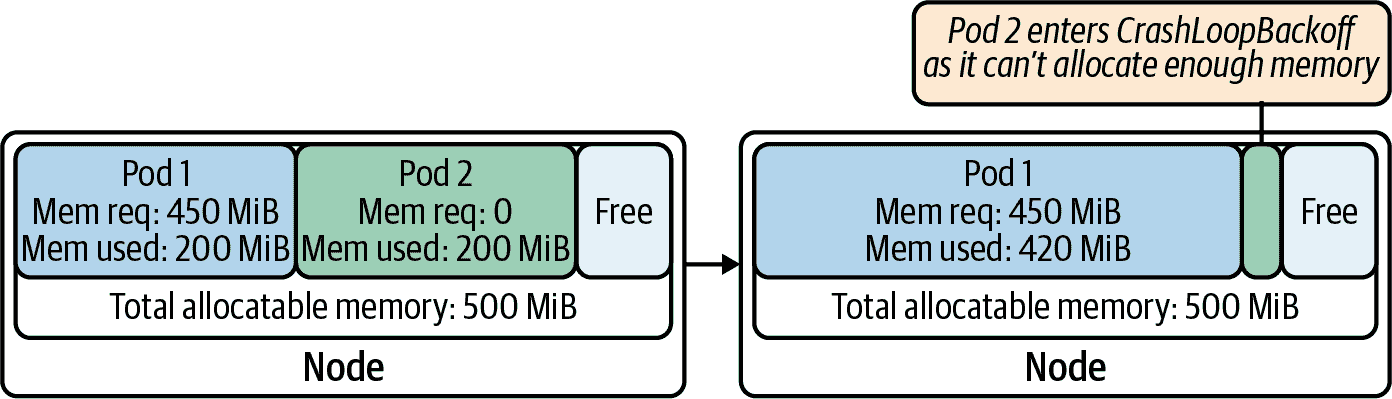 Pod 2 enters CrashLoopBackoff
as it can't allocate enough memory
Pod 1
Mem req: 450 MiB
Mem used: 200 MiB
Pod 2
Mem req: 0
Mem used: 200 MiB
Free
Total allocatable memory: 500 MiB
Node
Pod 1
Mem req: 450 MiB
Mem used: 420 MiB
Free
Total allocatable memory: 500 MiB
Node